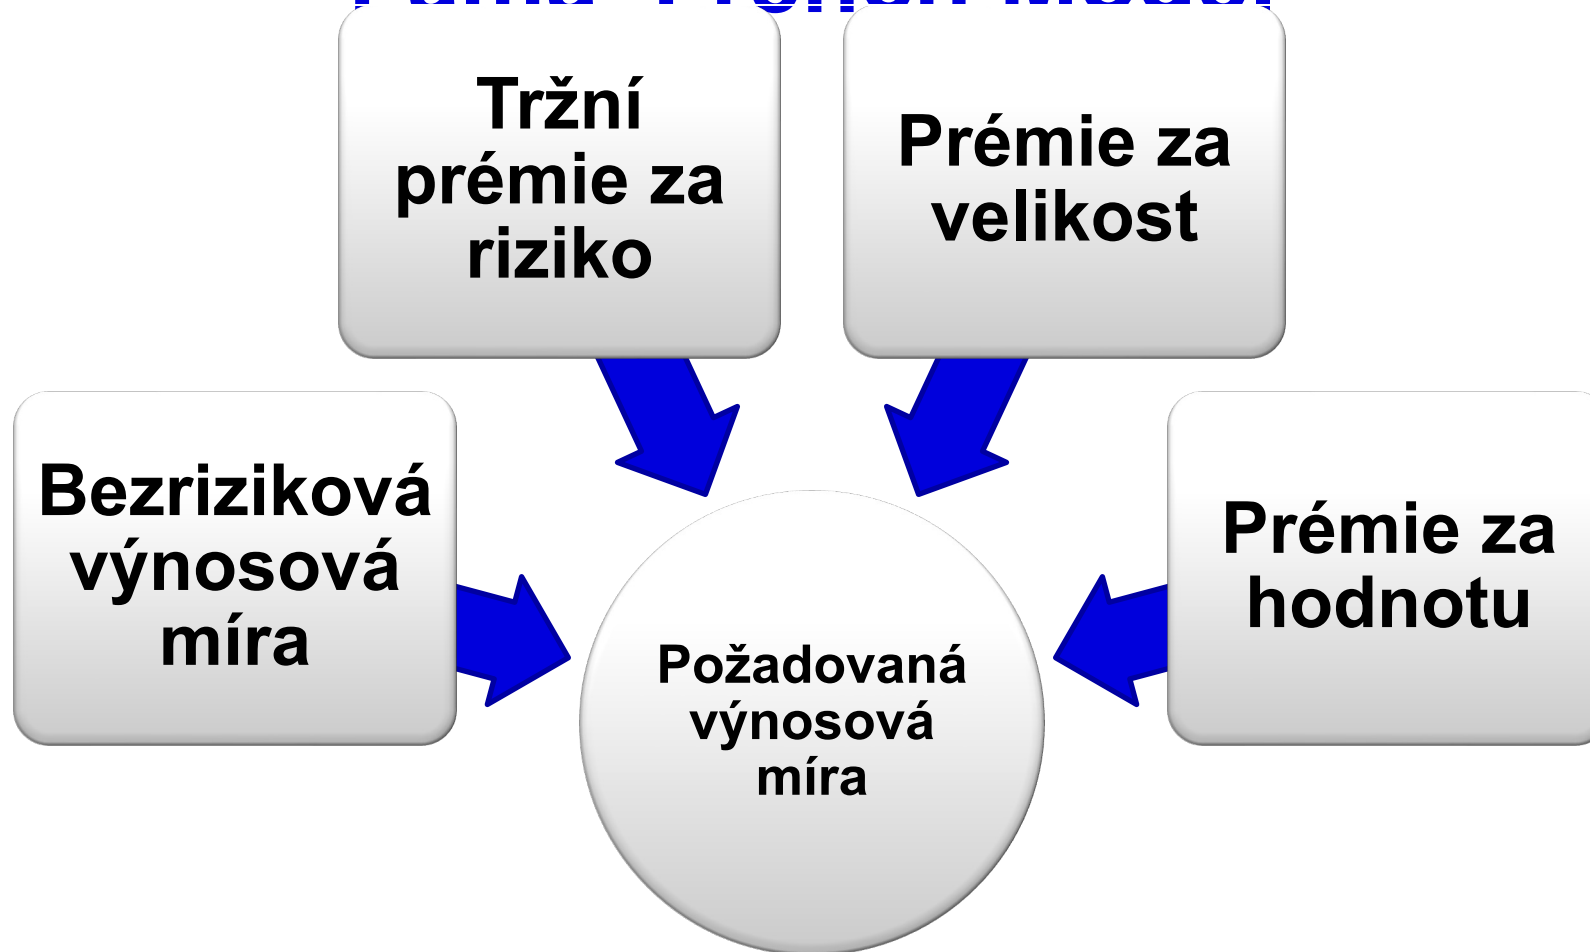 Tržní
prémie za
riziko
Prémie za
velikost
Bezriziková
výnosová
míra
Prémie za
hodnotu
Požadovaná
výnosová
míra